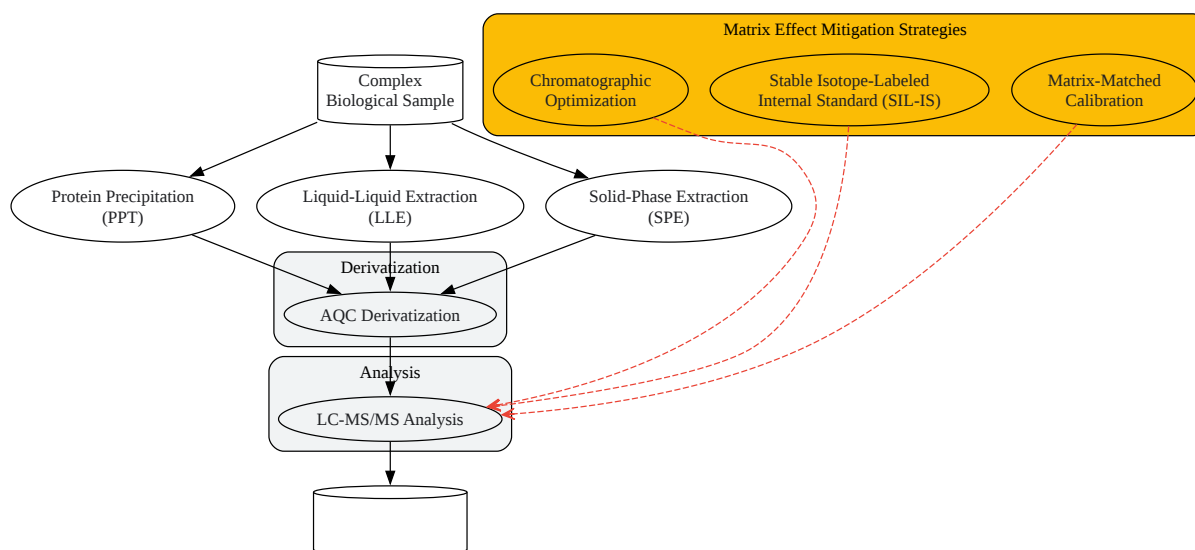 Matrix Effect Mitigation Strategies
Complex
Biological Sample
Chromatographic
Optimization
Stable Isotope-Labeled
Internal Standard (SIL-IS)
Matrix-Matched
Calibration
Protein Precipitation
(PPT)
Liquid-Liquid Extraction
(LLE)
Solid-Phase Extraction
(SPE)
Derivatization
AQC Derivatization
Analysis
LC-MS/MS Analysis